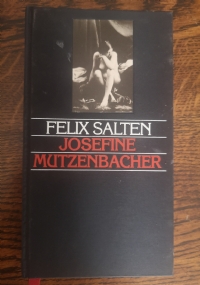 FELIX SALTEN
JOSEFINE
MUTZENBACHER